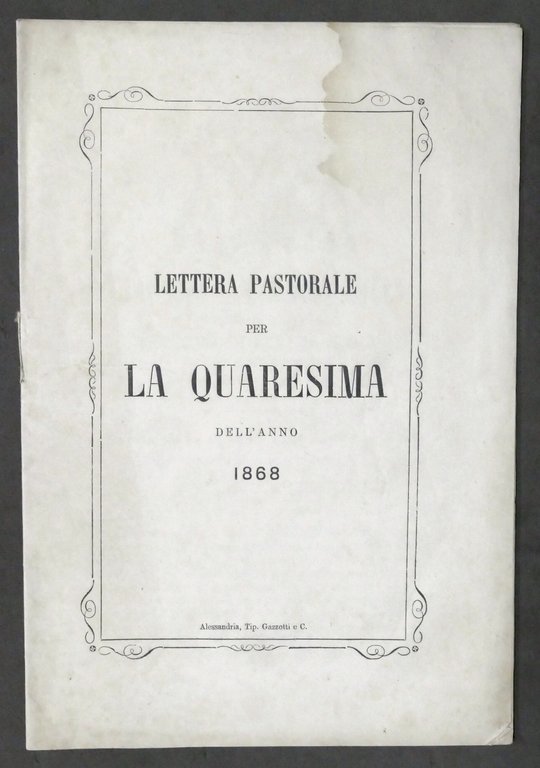 LETTERA PASTORALE
PER
LA QUARESIMA
DELL'ANNO
1868
Alessandria, Tip. Gazzotti e C.